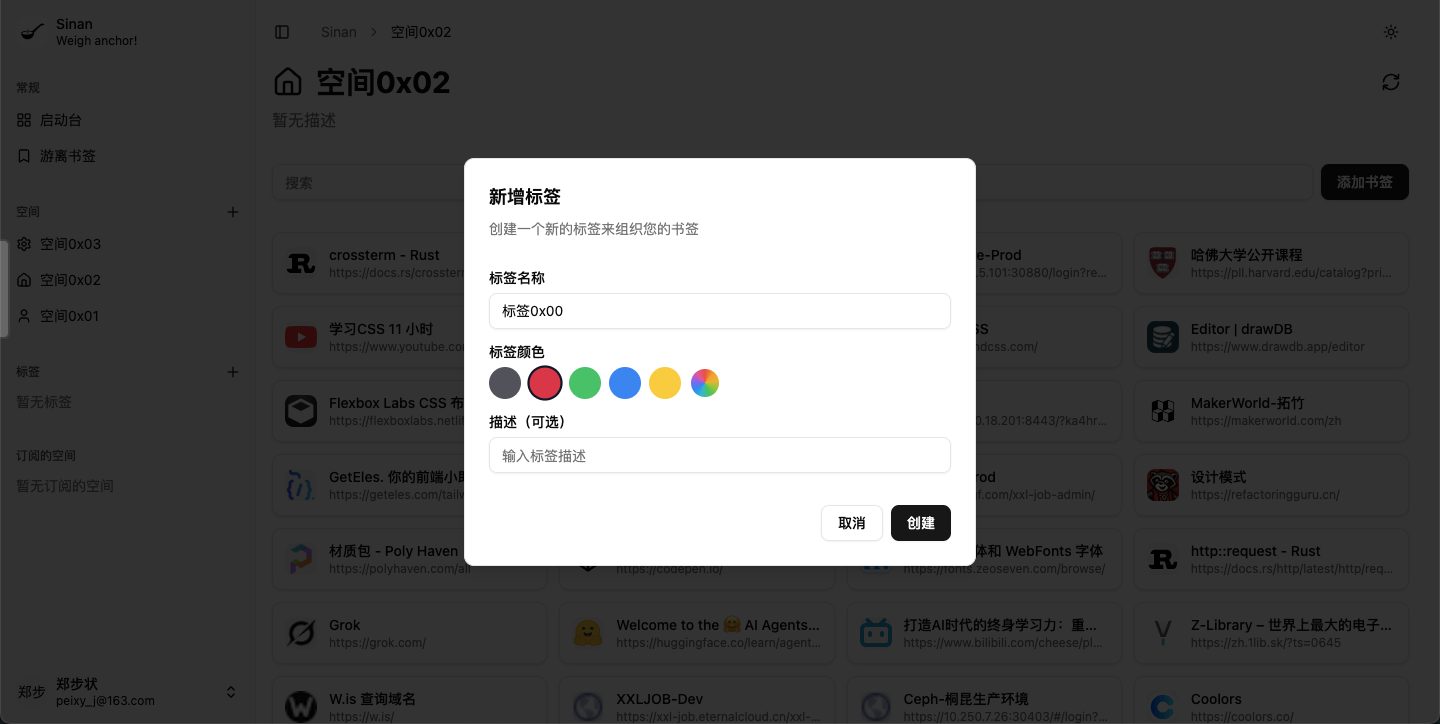 Sinan
Weigh anchor!
常规
启动台
游离书签
空间
空间0x03
空间0x02
空间0x01
标签
暂无标签
订阅的空间
暂无订阅的空间
郑步
郑步状
peixy_j@163.com
Sinan > 空间0x02
空间0x02
暂无描述
搜索
添加书签
新增标签
创建一个新的标签来组织您的书签
标签名称
标签0x00
标签颜色
描述（可选）
输入标签描述
取消
创建
crossterm - Rust
https://docs.rs/crossterm
e-Prod
.5.101:30880/login?re...
哈佛大学公开课程
https://pll.harvard.edu/catalog?pri...
学习CSS 11 小时
https://www.youtube.com
SS
ndcss.com/
Editor | drawDB
https://www.drawdb.app/editor
Flexbox Labs CSS 布
https://flexboxlabs.netli
0.18.201:8443/?ka4hr...
MakerWorld-拓竹
https://makerworld.com/zh
GetEles. 你的前端小
https://geteles.com/tailw
rod
f.com/xxl-job-admin/
设计模式
https://refactoringguru.cn/
材质包 - Poly Haven
https://polyhaven.com/all
https://codepen.io/
体和 WebFonts 字体
https://fonts.zeoseven.com/browse/
http::request - Rust
https://docs.rs/http/latest/http/req...
Grok
https://grok.com/
Welcome to the 🤗 AI Agents...
https://huggingface.co/learn/agent...
打造AI时代的终身学习力：重...
https://www.bilibili.com/cheese/pl...
Z-Library – 世界上最大的电子...
https://zh.1lib.sk/?ts=0645
W.is 查询域名
https://w.is/
XXLJOB-Dev
https://xxl-job.eternalcloud.cn/xxl-...
Ceph-桐昆生产环境
https://10.250.7.26:30403/#/login?...
Coolors
https://coolors.co/